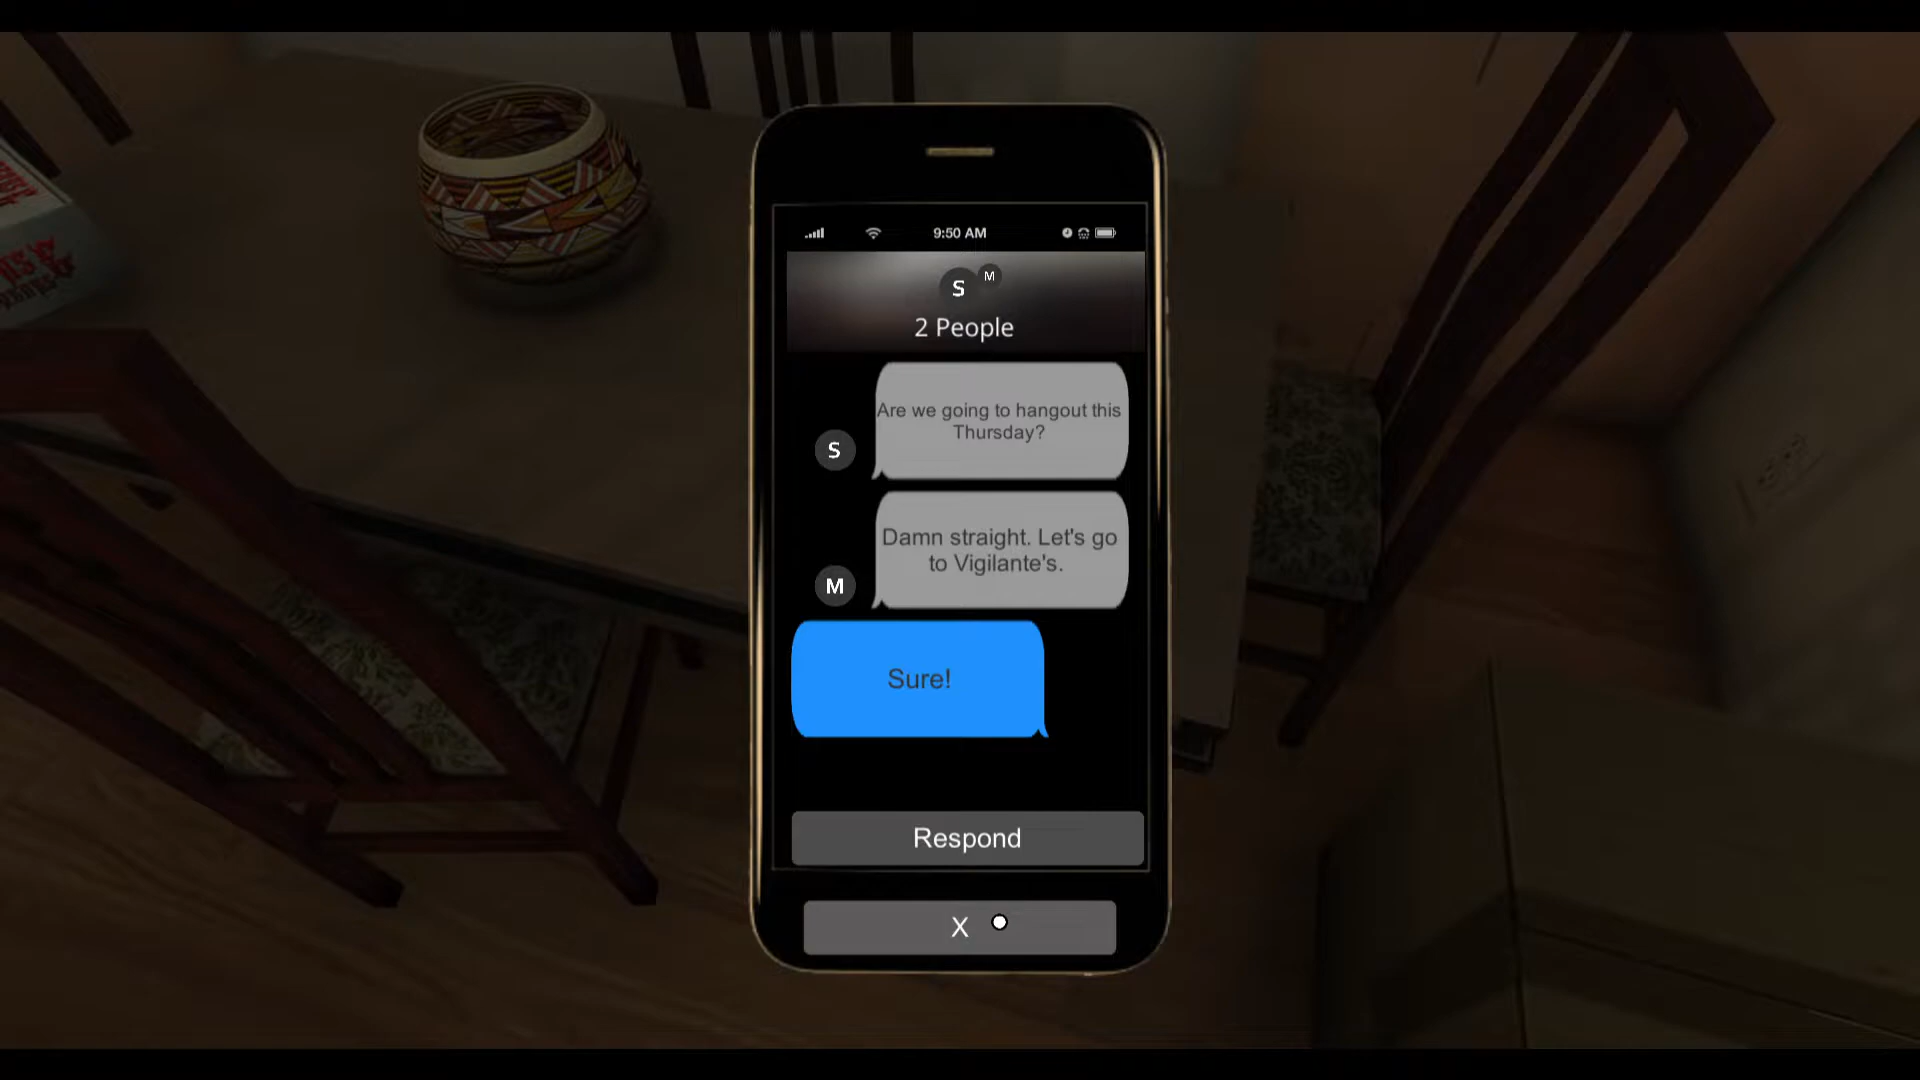 9:50 AM
S M
2 People
Are we going to hangout this
Thursday?
S
Damn straight. Let's go
to Vigilante's.
M
Sure!
Respond
X